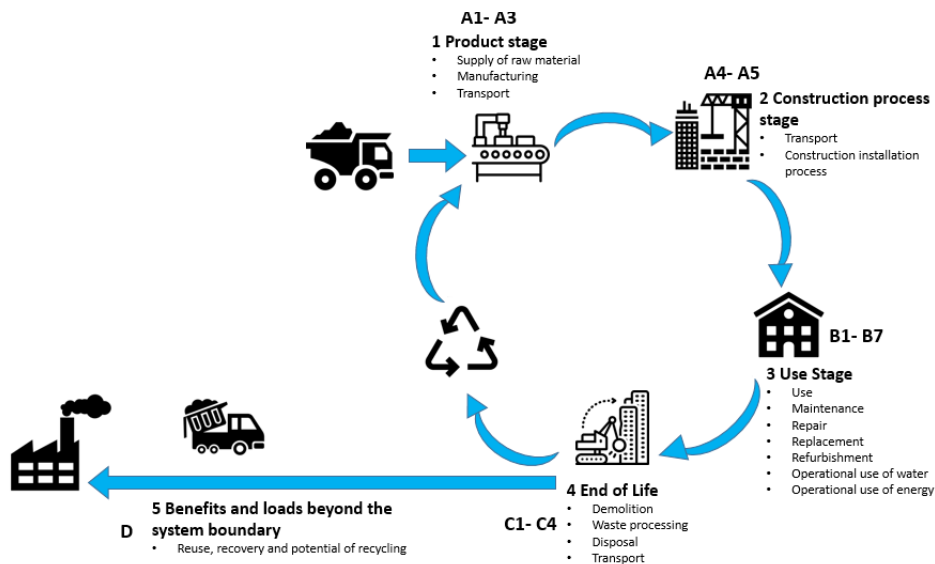 A1- A3
1 Product stage
• Supply of raw material
• Manufacturing
• Transport
A4- A5
2 Construction process
stage
• Transport
• Construction installation
process
B1- B7
3 Use Stage
• Use
• Maintenance
• Repair
• Replacement
• Refurbishment
• Operational use of water
• Operational use of energy
4 End of Life
C1- C4
• Demolition
• Waste processing
• Disposal
• Transport
5 Benefits and loads beyond the
D system boundary
• Reuse, recovery and potential of recycling